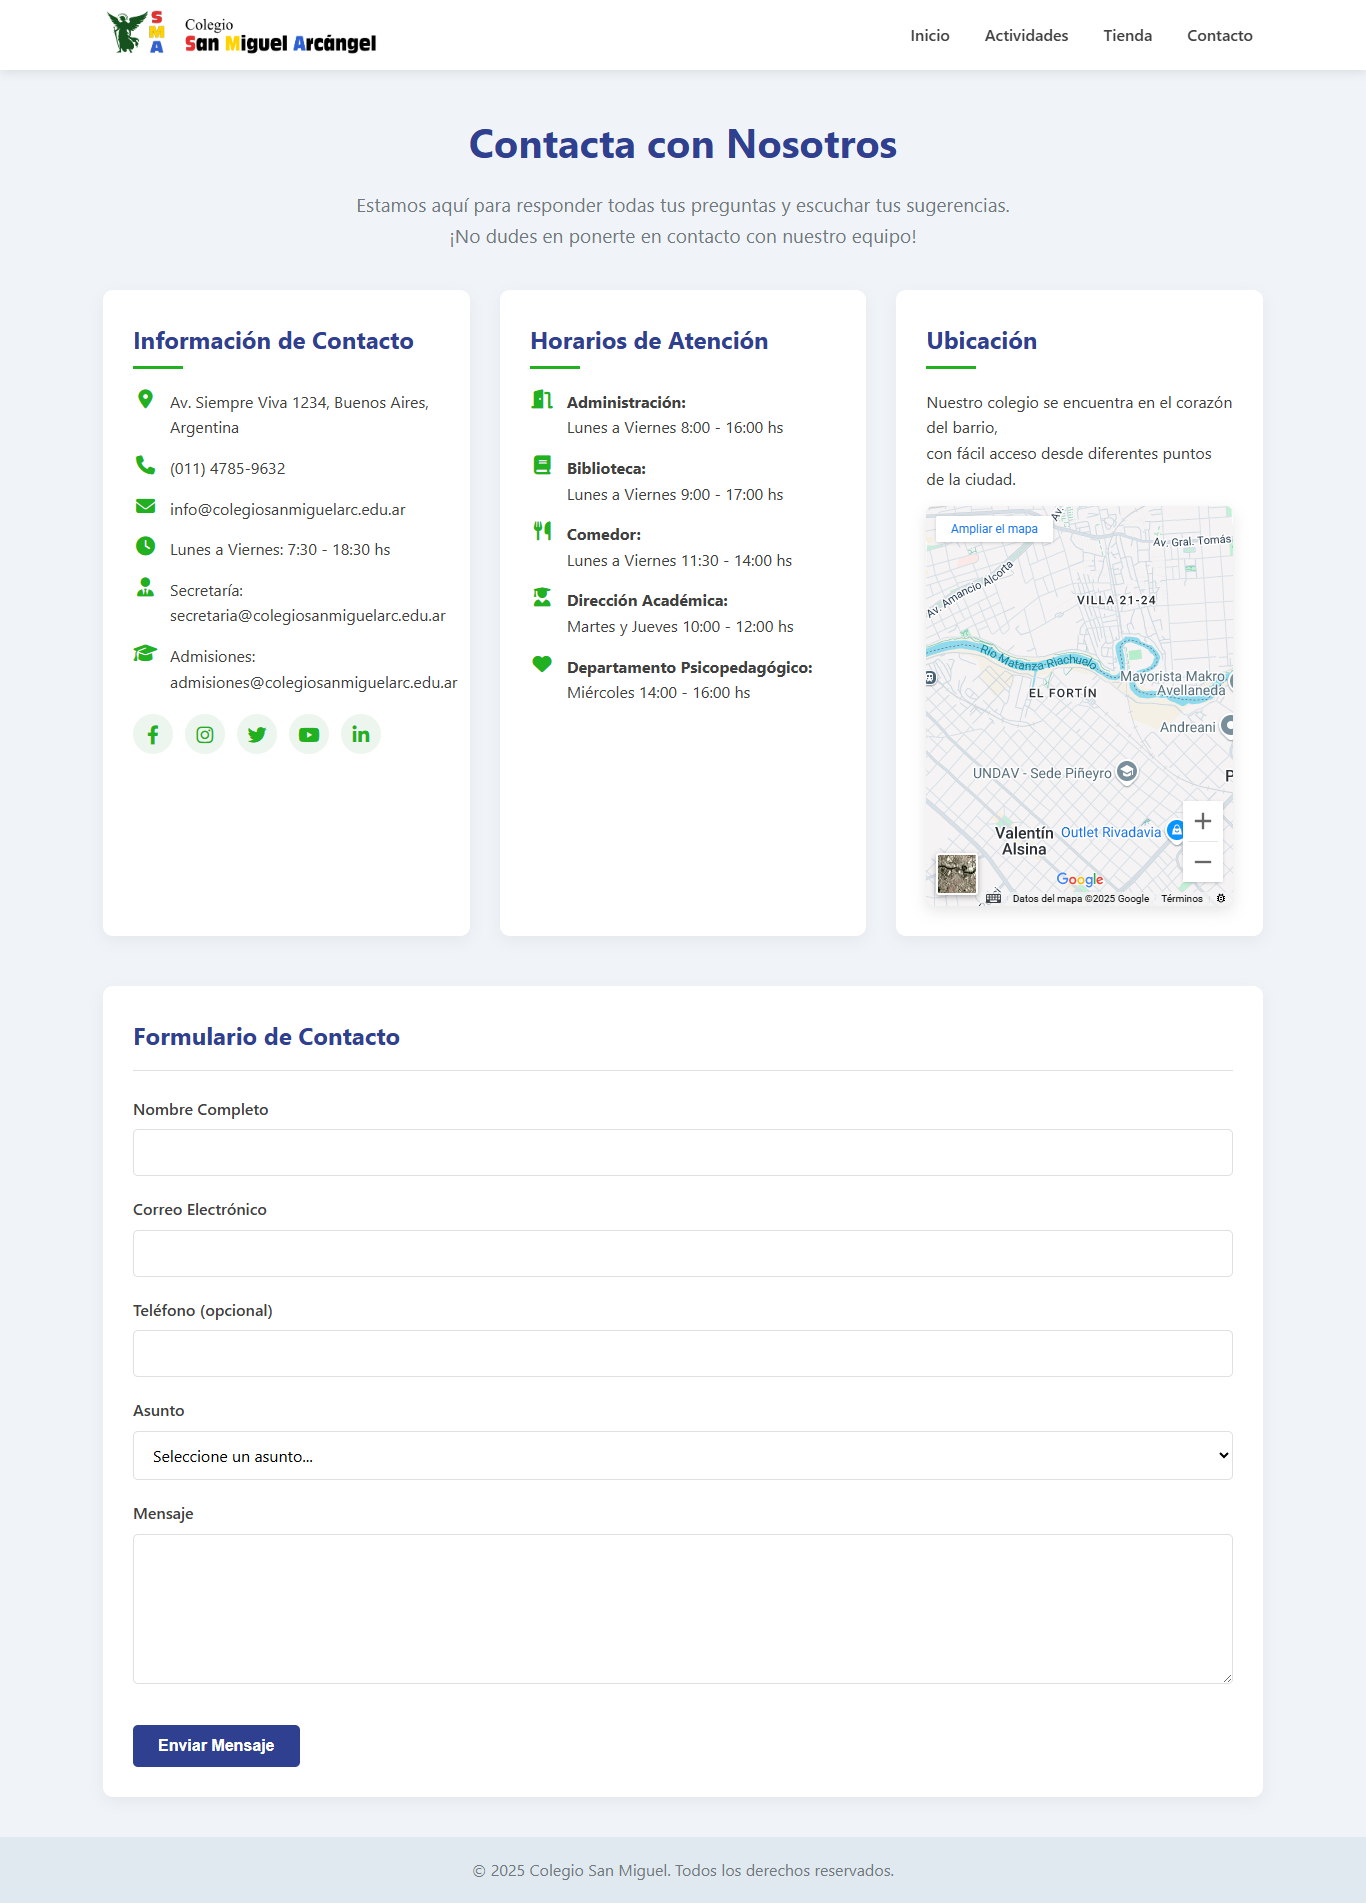 S
M
A
Colegio
San Miguel Arcángel
Inicio
Actividades
Tienda
Contacto
Contacta con Nosotros
Estamos aquí para responder todas tus preguntas y escuchar tus sugerencias.
¡No dudes en ponerte en contacto con nuestro equipo!
Información de Contacto
Av. Siempre Viva 1234, Buenos Aires,
Argentina
(011) 4785-9632
info@colegiosanmiguelarc.edu.ar
Lunes a Viernes: 7:30 - 18:30 hs
Secretaría:
secretaria@colegiosanmiguelarc.edu.ar
Admisiones:
admisiones@colegiosanmiguelarc.edu.ar
Horarios de Atención
Administración:
Lunes a Viernes 8:00 - 16:00 hs
Biblioteca:
Lunes a Viernes 9:00 - 17:00 hs
Comedor:
Lunes a Viernes 11:30 - 14:00 hs
Dirección Académica:
Martes y Jueves 10:00 - 12:00 hs
Departamento Psicopedagógico:
Miércoles 14:00 - 16:00 hs
Ubicación
Nuestro colegio se encuentra en el corazón
del barrio,
con fácil acceso desde diferentes puntos
de la ciudad.
Ampliar el mapa
Av.
Av. Gral. Tomás
Av. Amancio Alcorta
VILLA 21-24
Río Matanza-Riachuelo
Mayorista Makro
Avellaneda
EL FORTÍN
Andreani
UNDAV - Sede Piñeyro
P
Valentín
Alsina
Outlet Rivadavia
Google
Datos del mapa ©2025 Google
Términos
Formulario de Contacto
Nombre Completo
Correo Electrónico
Teléfono (opcional)
Asunto
Seleccione un asunto...
Mensaje
Enviar Mensaje
© 2025 Colegio San Miguel. Todos los derechos reservados.